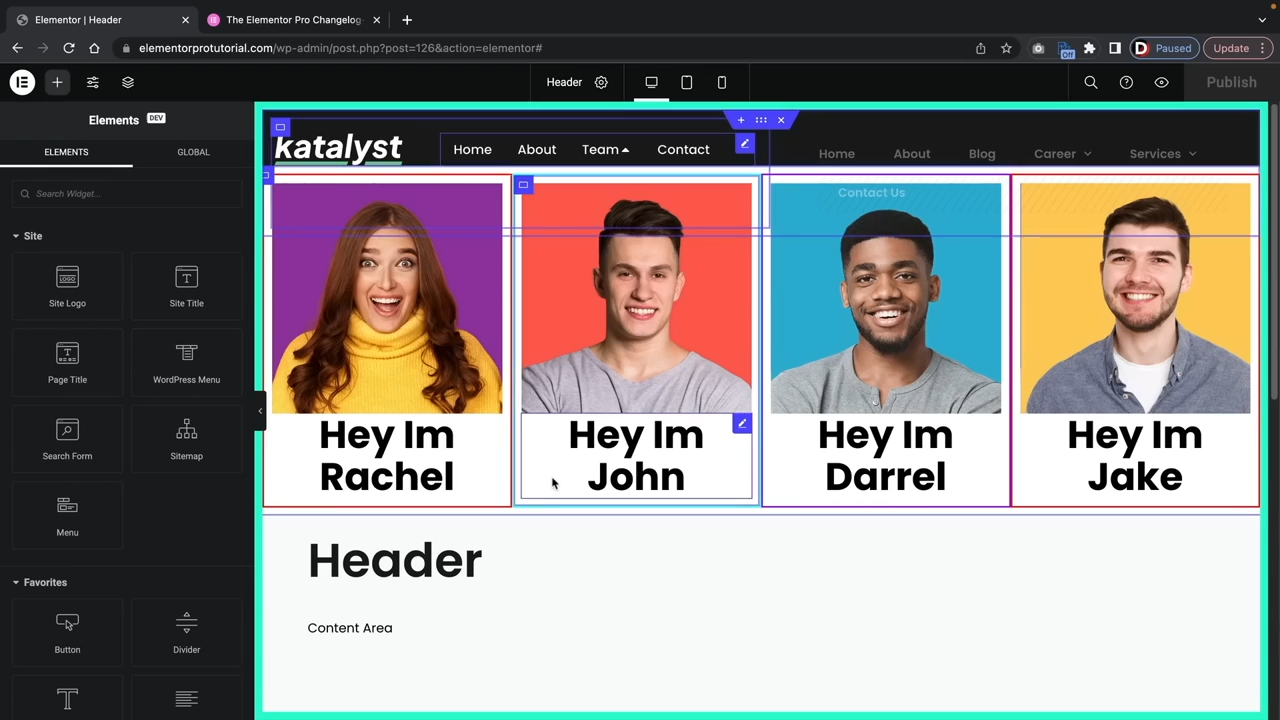 Elementor | Header
The Elementor Pro Changelog
elementorprotutorial.com/wp-admin/post.php?post=126&action=elementor#
Off
Paused
Update
Header
Publish
Elements DEV
ELEMENTS
GLOBAL
Search Widget...
Site
Site Logo
Site Title
Page Title
WordPress Menu
Search Form
Sitemap
Menu
Favorites
Button
Divider
katalyst
Home
About
Team
Contact
Home
About
Blog
Career
Services
Contact Us
Hey Im
Rachel
Hey Im
John
Hey Im
Darrel
Hey Im
Jake
Header
Content Area